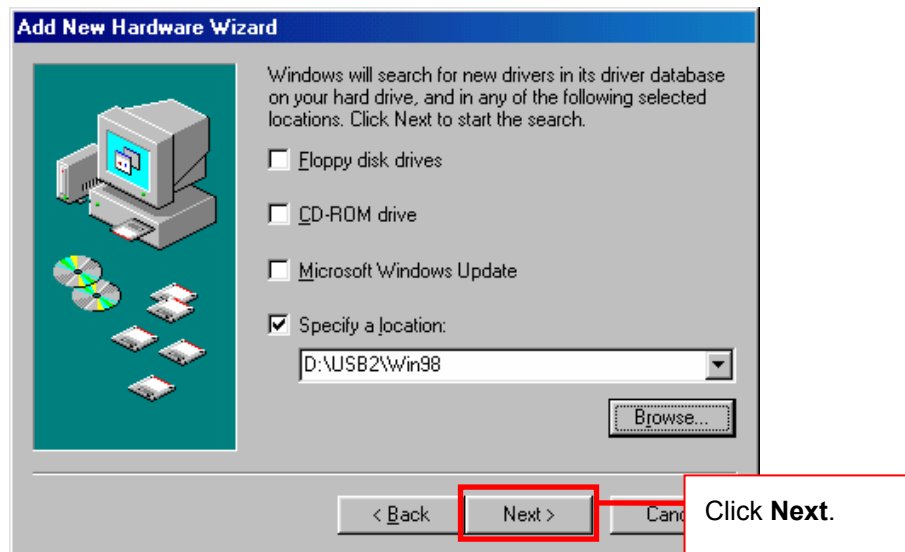 Add New Hardware Wizard
Windows will search for new drivers in its driver database
on your hard drive, and in any of the following selected
locations. Click Next to start the search.
Floppy disk drives
CD-ROM drive
Microsoft Windows Update
Specify a location:
D:\USB2\Win98
Browse...
< Back
Next >
Click Next.